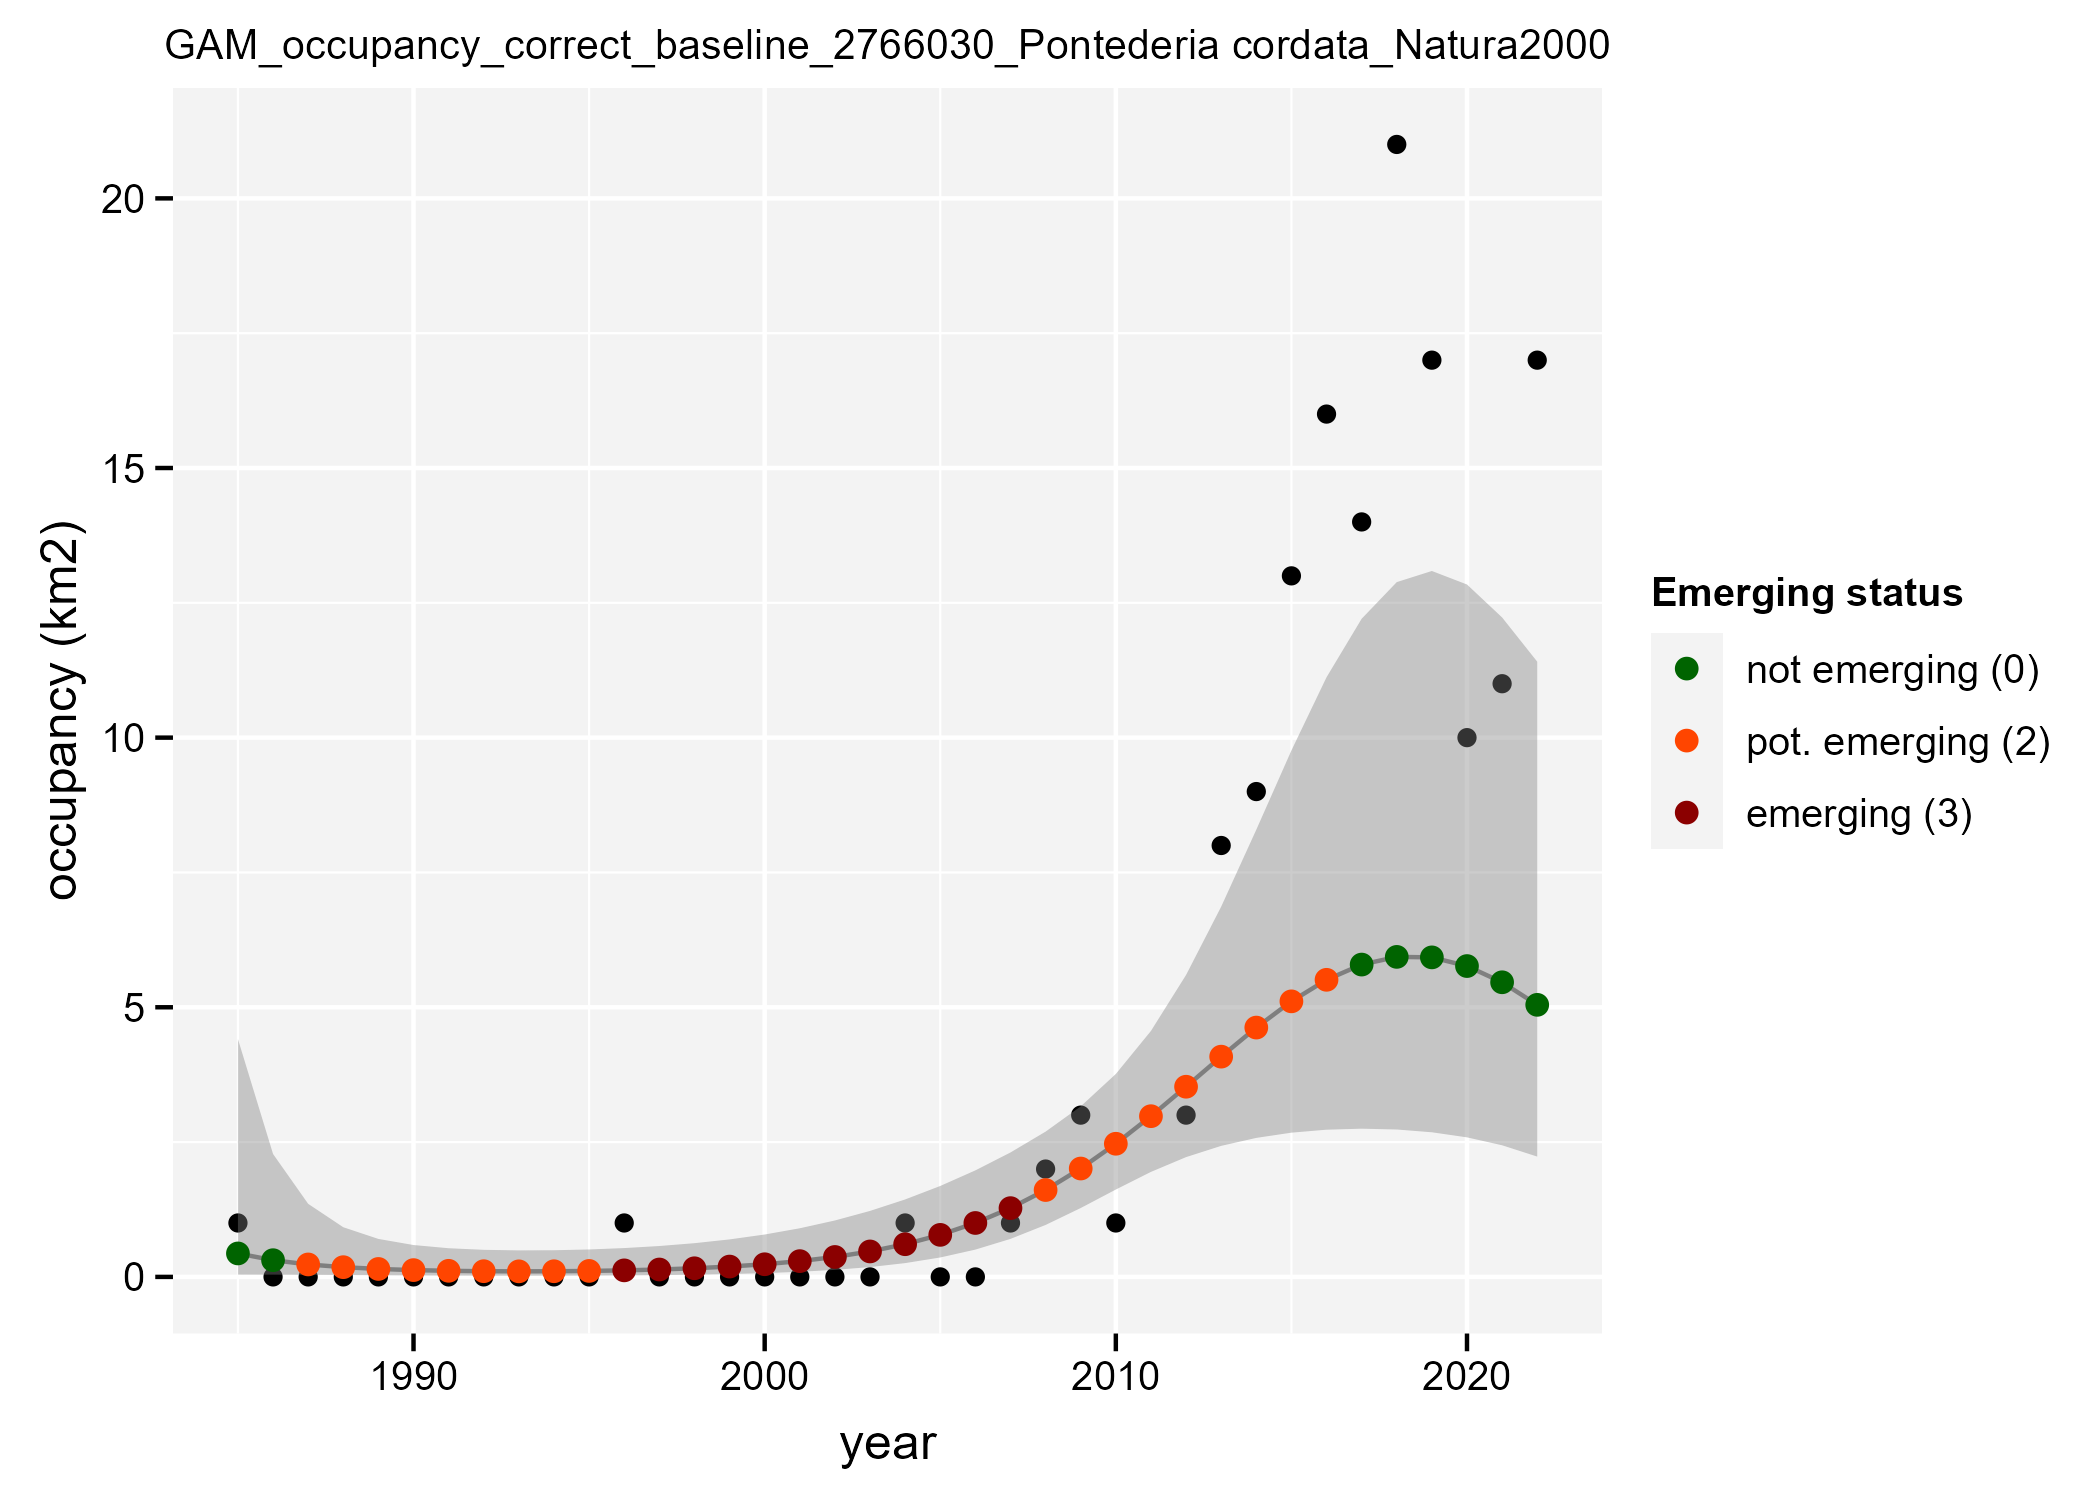 GAM_occupancy_correct_baseline_2766030_Pontederia cordata_Natura2000
occupancy (km2)
20
15
10
5
0
1990 2000 2010 2020
year
Emerging status
not emerging (0)
pot. emerging (2)
emerging (3)